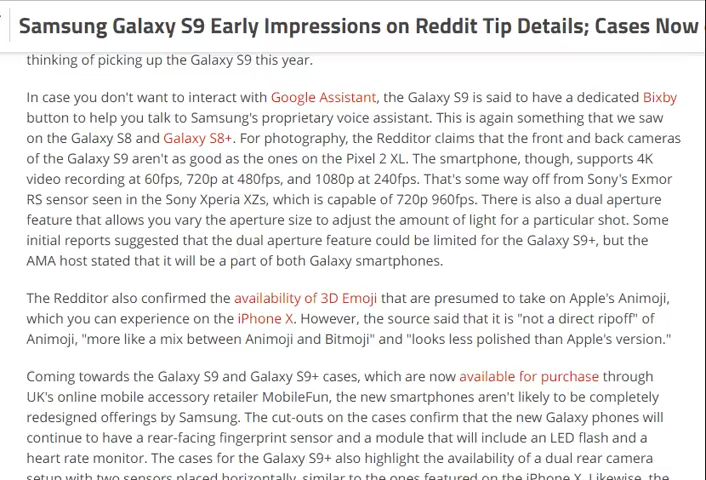 Samsung Galaxy S9 Early Impressions on Reddit Tip Details; Cases Now
thinking of picking up the Galaxy S9 this year.
In case you don't want to interact with Google Assistant, the Galaxy S9 is said to have a dedicated Bixby
button to help you talk to Samsung's proprietary voice assistant. This is again something that we saw
on the Galaxy S8 and Galaxy S8+. For photography, the Redditor claims that the front and back cameras
of the Galaxy S9 aren't as good as the ones on the Pixel 2 XL. The smartphone, though, supports 4K
video recording at 60fps, 720p at 480fps, and 1080p at 240fps. That's some way off from Sony's Exmor
RS sensor seen in the Sony Xperia XZs, which is capable of 720p 960fps. There is also a dual aperture
feature that allows you vary the aperture size to adjust the amount of light for a particular shot. Some
initial reports suggested that the dual aperture feature could be limited for the Galaxy S9+, but the
AMA host stated that it will be a part of both Galaxy smartphones.
The Redditor also confirmed the availability of 3D Emoji that are presumed to take on Apple's Animoji,
which you can experience on the iPhone X. However, the source said that it is "not a direct ripoff" of
Animoji, "more like a mix between Animoji and Bitmoji" and "looks less polished than Apple's version."
Coming towards the Galaxy S9 and Galaxy S9+ cases, which are now available for purchase through
UK's online mobile accessory retailer MobileFun, the new smartphones aren't likely to be completely
redesigned offerings by Samsung. The cut-outs on the cases confirm that the new Galaxy phones will
continue to have a rear-facing fingerprint sensor and a module that will include an LED flash and a
heart rate monitor. The cases for the Galaxy S9+ also highlight the availability of a dual rear camera
setup with two sensors placed horizontally, similar to the ones featured on the iPhone X. Likewise, the